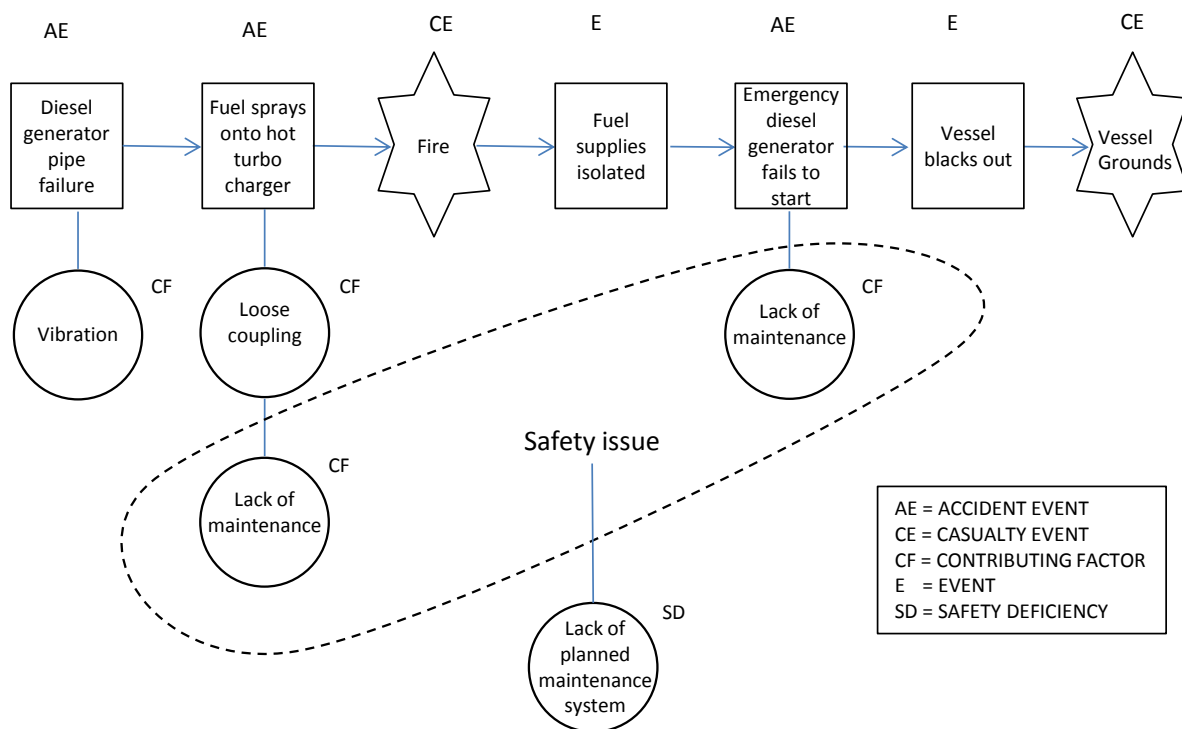 AE
AE
CE
E
AE
E
CE
Diesel
generator
pipe
failure
Fuel sprays
onto hot
turbo
charger
Fire
Fuel
supplies
isolated
Emergency
diesel
generator
fails to
start
Vessel
blacks out
Vessel
Grounds
Vibration
CF
Loose
coupling
CF
Lack of
maintenance
CF
Lack of
maintenance
CF
Safety issue
Lack of
planned
maintenance
system
SD
AE = ACCIDENT EVENT
CE = CASUALTY EVENT
CF = CONTRIBUTING FACTOR
E = EVENT
SD = SAFETY DEFICIENCY